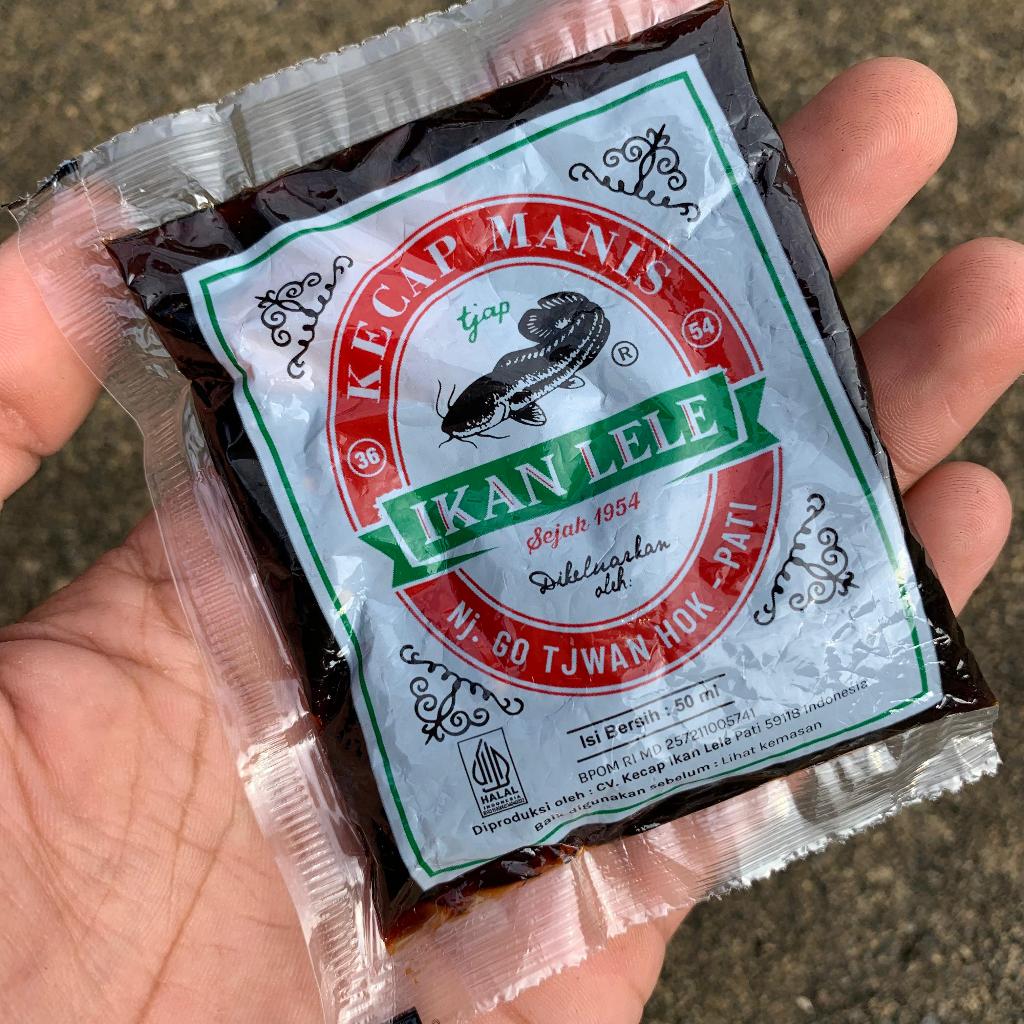 KECAP MANIS
tjap
®
36
54
IKAN LELE
Sejak 1954
Dikeluarkan
oleh:
Nj. GO TJWAN HOK - PATI
Isi Bersih : 50 ml
BPOM RI MD 257211005741
HALAL
INDONESIA
Diproduksi oleh : CV. Kecap Ikan Lele Pati 59118 Indonesia
Baik digunakan sebelum : Lihat kemasan